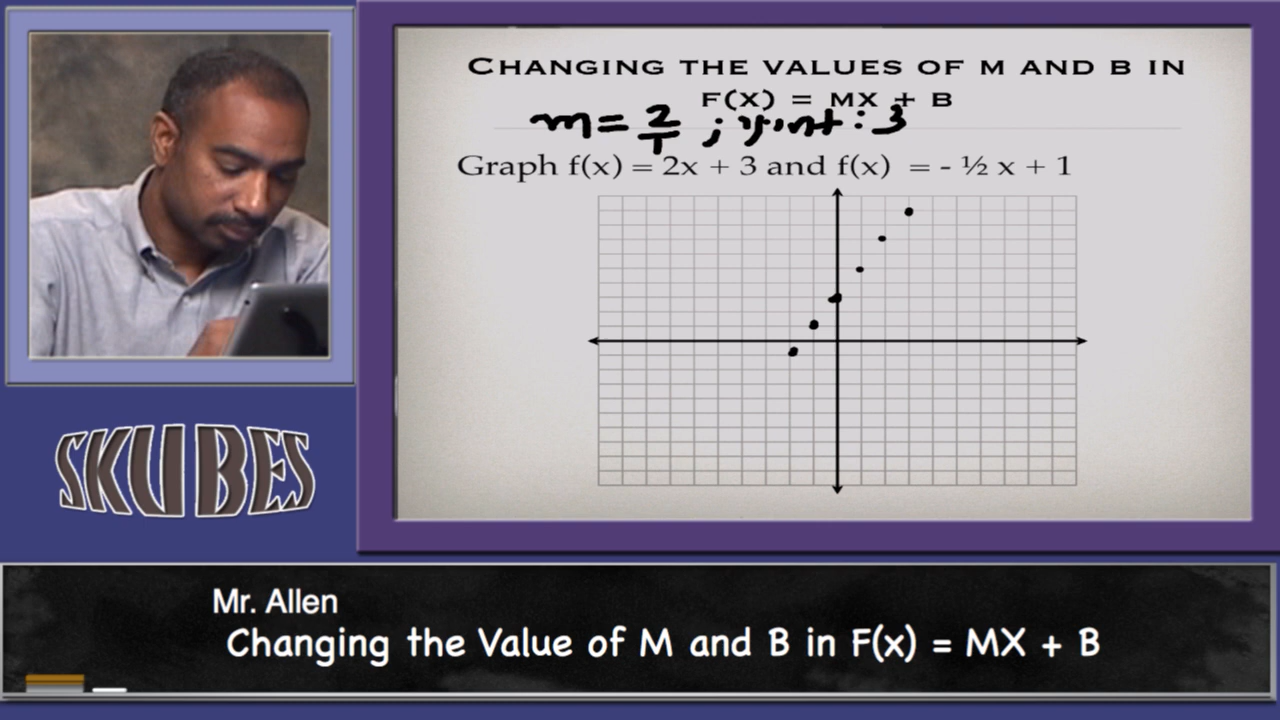 CHANGING THE VALUES OF M AND B IN
F(X) = MX + B
m = 2/1 ; y-int : 3
Graph f(x) = 2x + 3 and f(x) = - ½ x + 1
SKUBES
Mr. Allen
Changing the Value of M and B in F(x) = MX + B